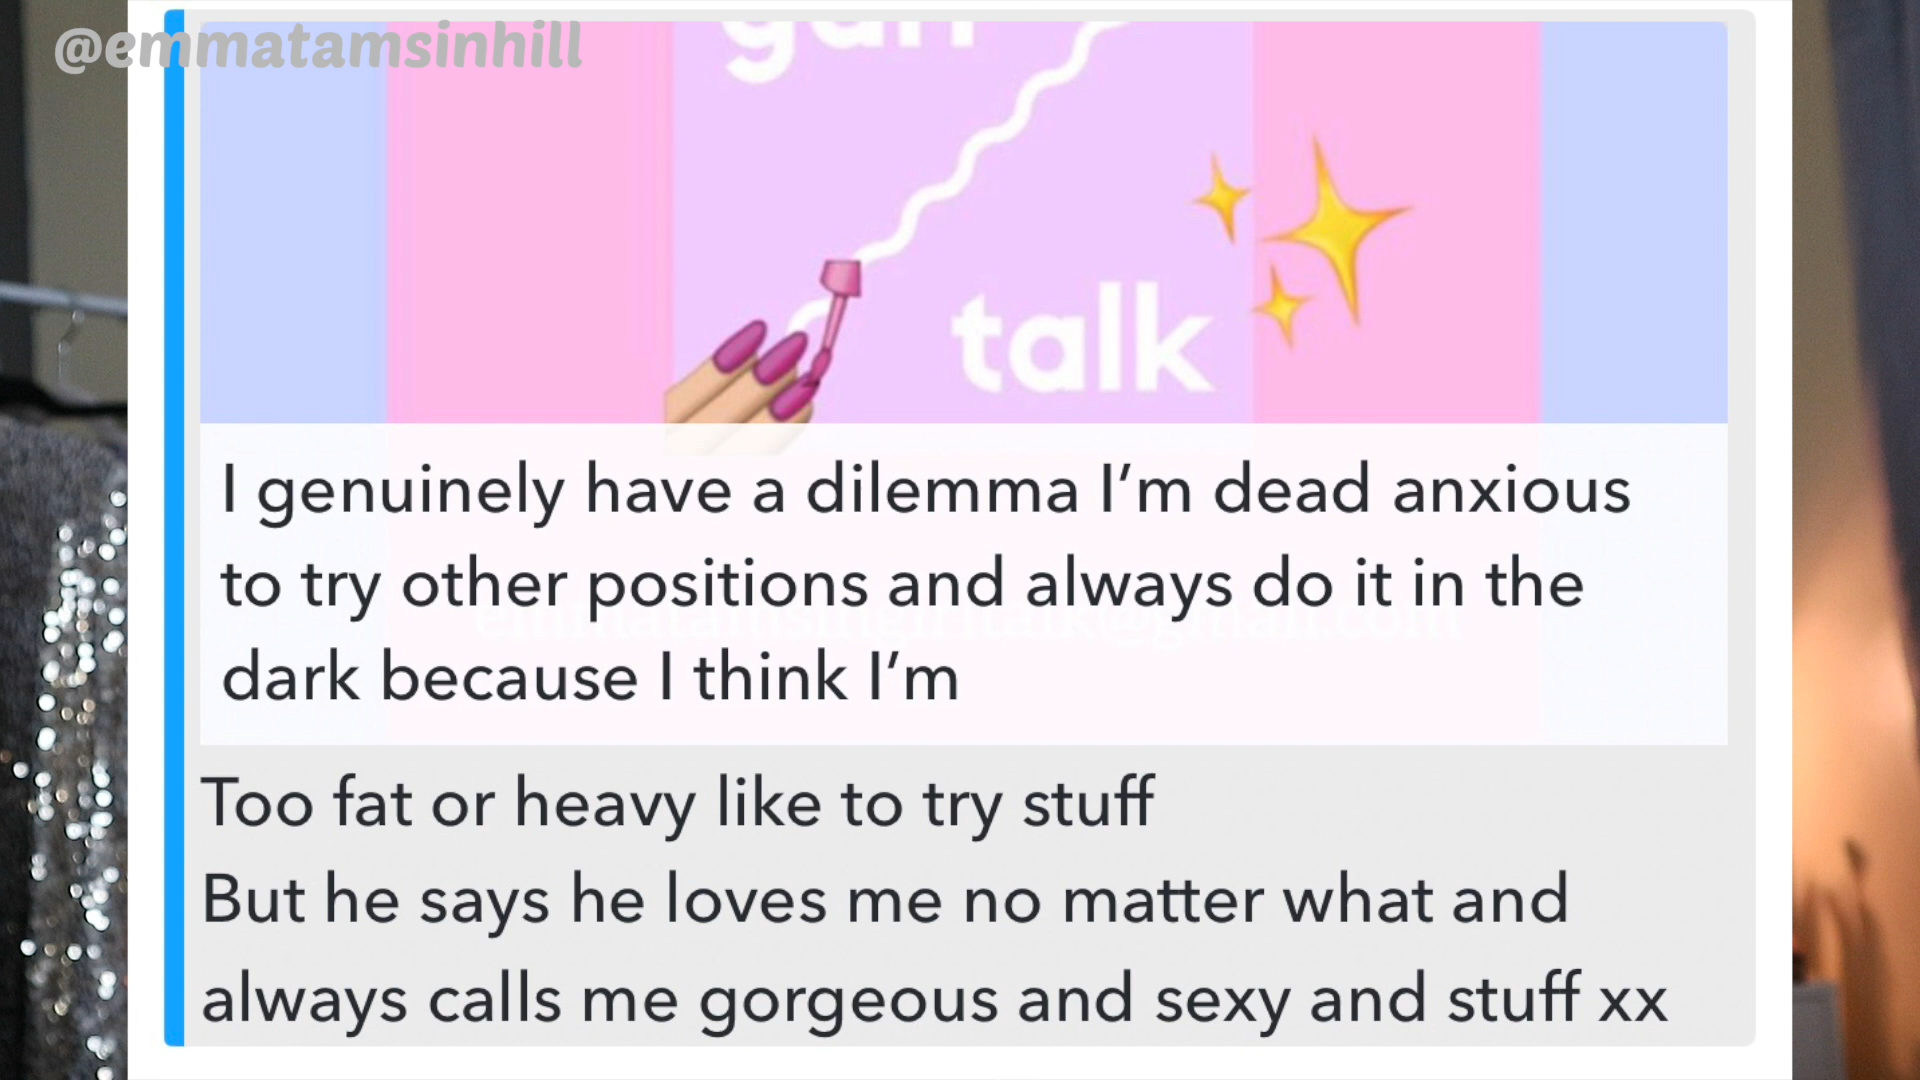 @emmatamsinhill
talk
I genuinely have a dilemma I’m dead anxious
to try other positions and always do it in the
dark because I think I’m
Too fat or heavy like to try stuff
But he says he loves me no matter what and
always calls me gorgeous and sexy and stuff xx